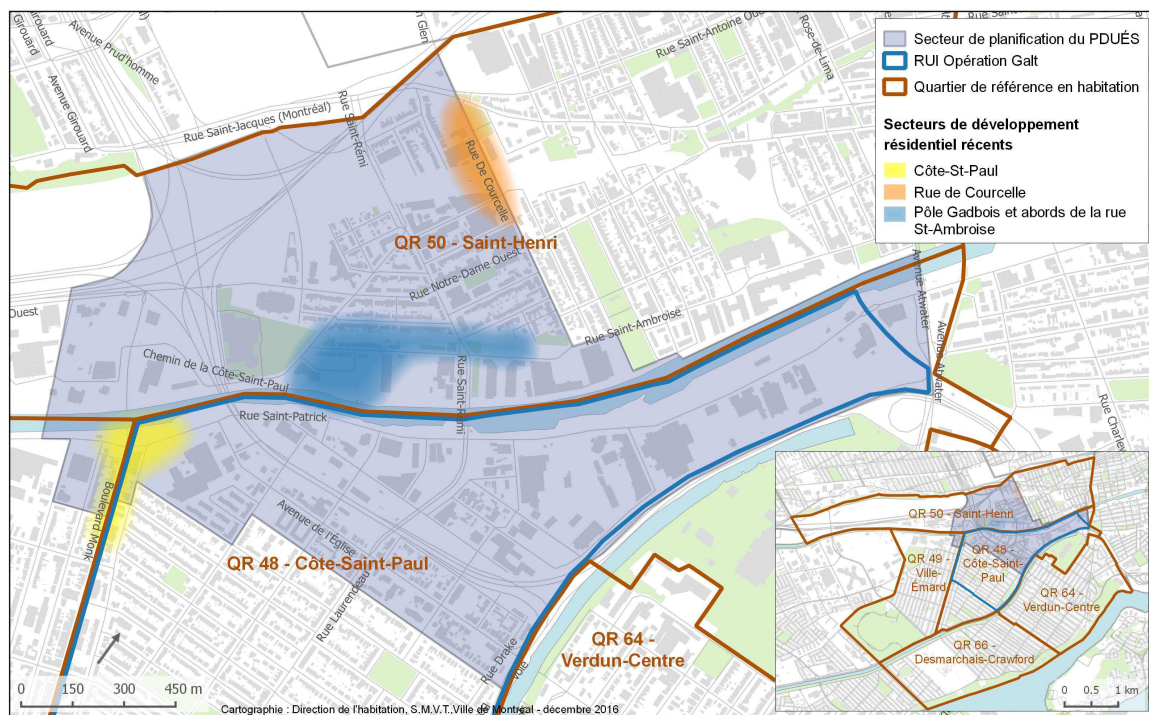 Avenue Girouard
Avenue Prud'homme
Avenue Girouard
Rue Saint-Jacques (Montréal)
Rue Saint-Rémi
Glen
Rue Saint-Antoine Oue
Rose-de-Lima
Rue De Courcelle
QR 50 - Saint-Henri
Rue Notre-Dame Ouest
Rue Saint-Ambroise
Avenue Atwater
Avenue Atwater
Ouest
Chemin de la Côte-Saint-Paul
Rue Saint-Patrick
Rue Saint-Rémi
Boulevard Monk
Avenue de l'Église
QR 48 - Côte-Saint-Paul
Rue Laurendeau
Rue Drake
Voie
QR 64 -
Verdun-Centre
Rue Charlev
Secteur de planification du PDUÉS
RUI Opération Galt
Quartier de référence en habitation
Secteurs de développement
résidentiel récents
Côte-St-Paul
Rue de Courcelle
Pôle Gadbois et abords de la rue
St-Ambroise
QR 50 - Saint-Henri
QR 49 -
Ville-
Émard
QR 48 -
Côte-Saint-
Paul
QR 64 -
Verdun-Centre
QR 66 -
Desmarchais-Crawford
0 0.5 1 km
0 150 300 450 m
Cartographie : Direction de l'habitation, S.M.V.T.,Ville de Montréal - décembre 2016